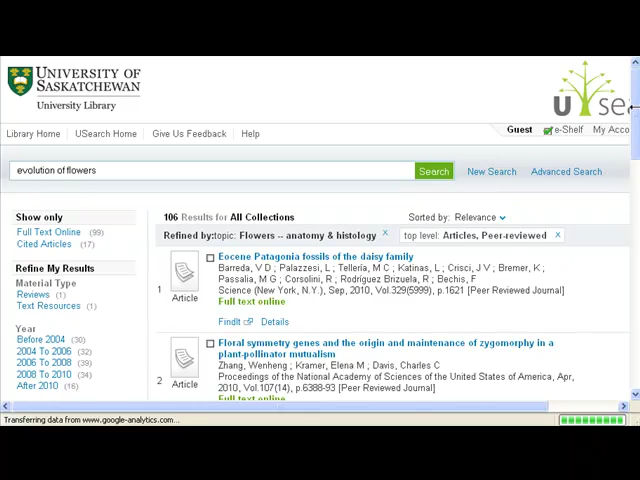 UNIVERSITY OF
SASKATCHEWAN
University Library
U sea
Library Home USearch Home Give Us Feedback Help
Guest e-Shelf My Acco
evolution of flowers Search New Search Advanced Search
Show only
Full Text Online (99)
Cited Articles (17)
Refine My Results
Material Type
Reviews (1)
Text Resources (1)
Year
Before 2004 (30)
2004 To 2006 (32)
2006 To 2008 (39)
2008 To 2010 (34)
After 2010 (16)
106 Results for All Collections Sorted by: Relevance
Refined by:topic: Flowers -- anatomy & histology x top level: Articles, Peer-reviewed x
1
Article
Eocene Patagonia fossils of the daisy family
Barreda, V D ; Palazzesi, L ; Tellería, M C ; Katinas, L ; Crisci, J V ; Bremer, K ;
Passalia, M G ; Corsolini, R ; Rodríguez Brizuela, R ; Bechis, F
Science (New York, N.Y.), Sep, 2010, Vol.329(5999), p.1621 [Peer Reviewed Journal]
Full text online
FindIt Details
2
Article
Floral symmetry genes and the origin and maintenance of zygomorphy in a
plant-pollinator mutualism
Zhang, Wenheng ; Kramer, Elena M ; Davis, Charles C
Proceedings of the National Academy of Sciences of the United States of America, Apr,
2010, Vol.107(14), p.6388-93 [Peer Reviewed Journal]
Full text online
Transferring data from www.google-analytics.com...